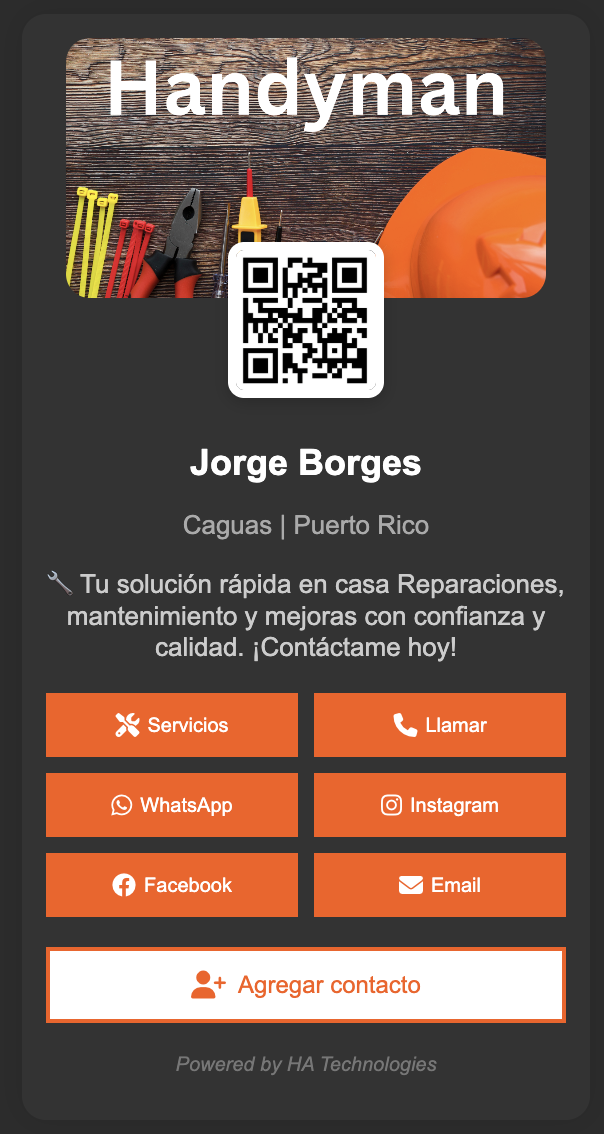 Handyman
Jorge Borges
Caguas | Puerto Rico
🔧 Tu solución rápida en casa Reparaciones,
mantenimiento y mejoras con confianza y
calidad. ¡Contáctame hoy!
Servicios
Llamar
WhatsApp
Instagram
Facebook
Email
Agregar contacto
Powered by HA Technologies